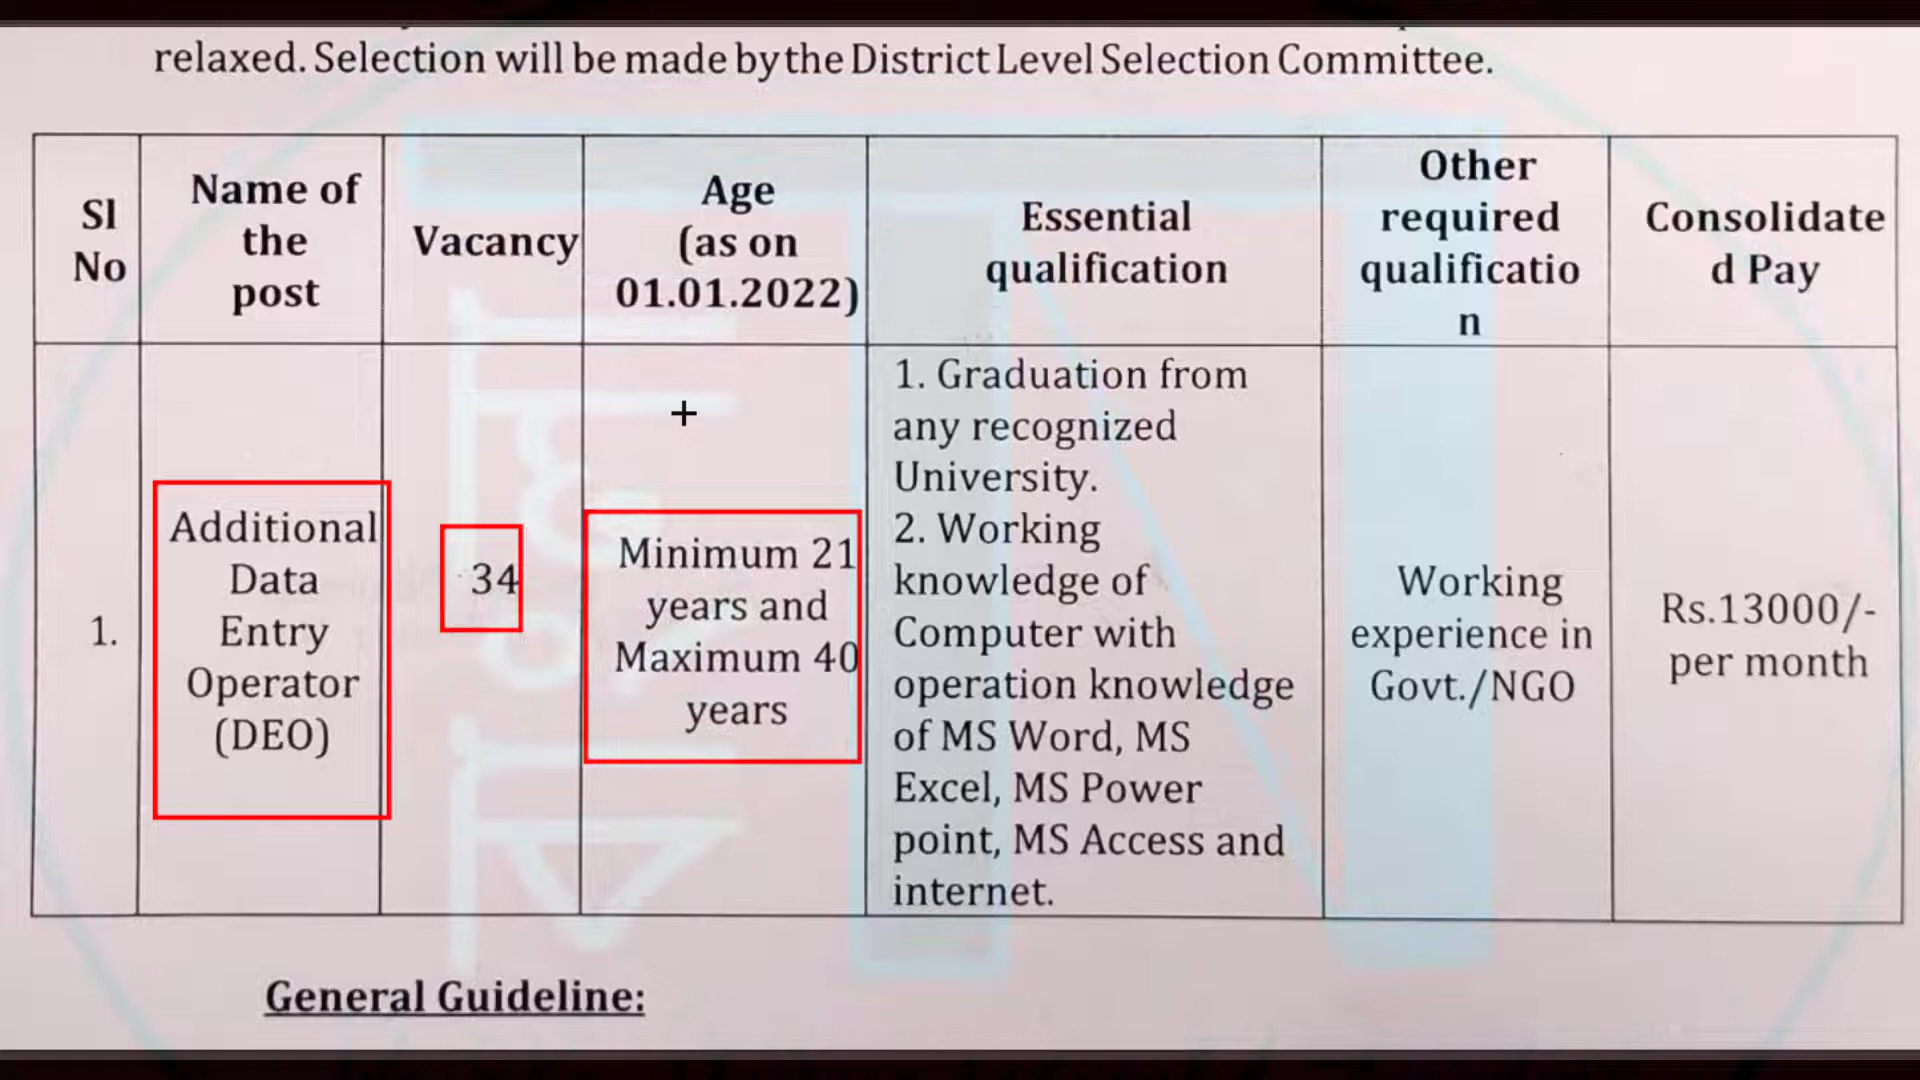 relaxed. Selection will be made by the District Level Selection Committee.
Sl
No
Name of
the
post
Vacancy
Age
(as on
01.01.2022)
Essential
qualification
Other
required
qualificatio
n
Consolidate
d Pay
1.
Additional
Data
Entry
Operator
(DEO)
34
Minimum 21
years and
Maximum 40
years
1. Graduation from
any recognized
University.
2. Working
knowledge of
Computer with
operation knowledge
of MS Word, MS
Excel, MS Power
point, MS Access and
internet.
Working
experience in
Govt./NGO
Rs.13000/-
per month
General Guideline: